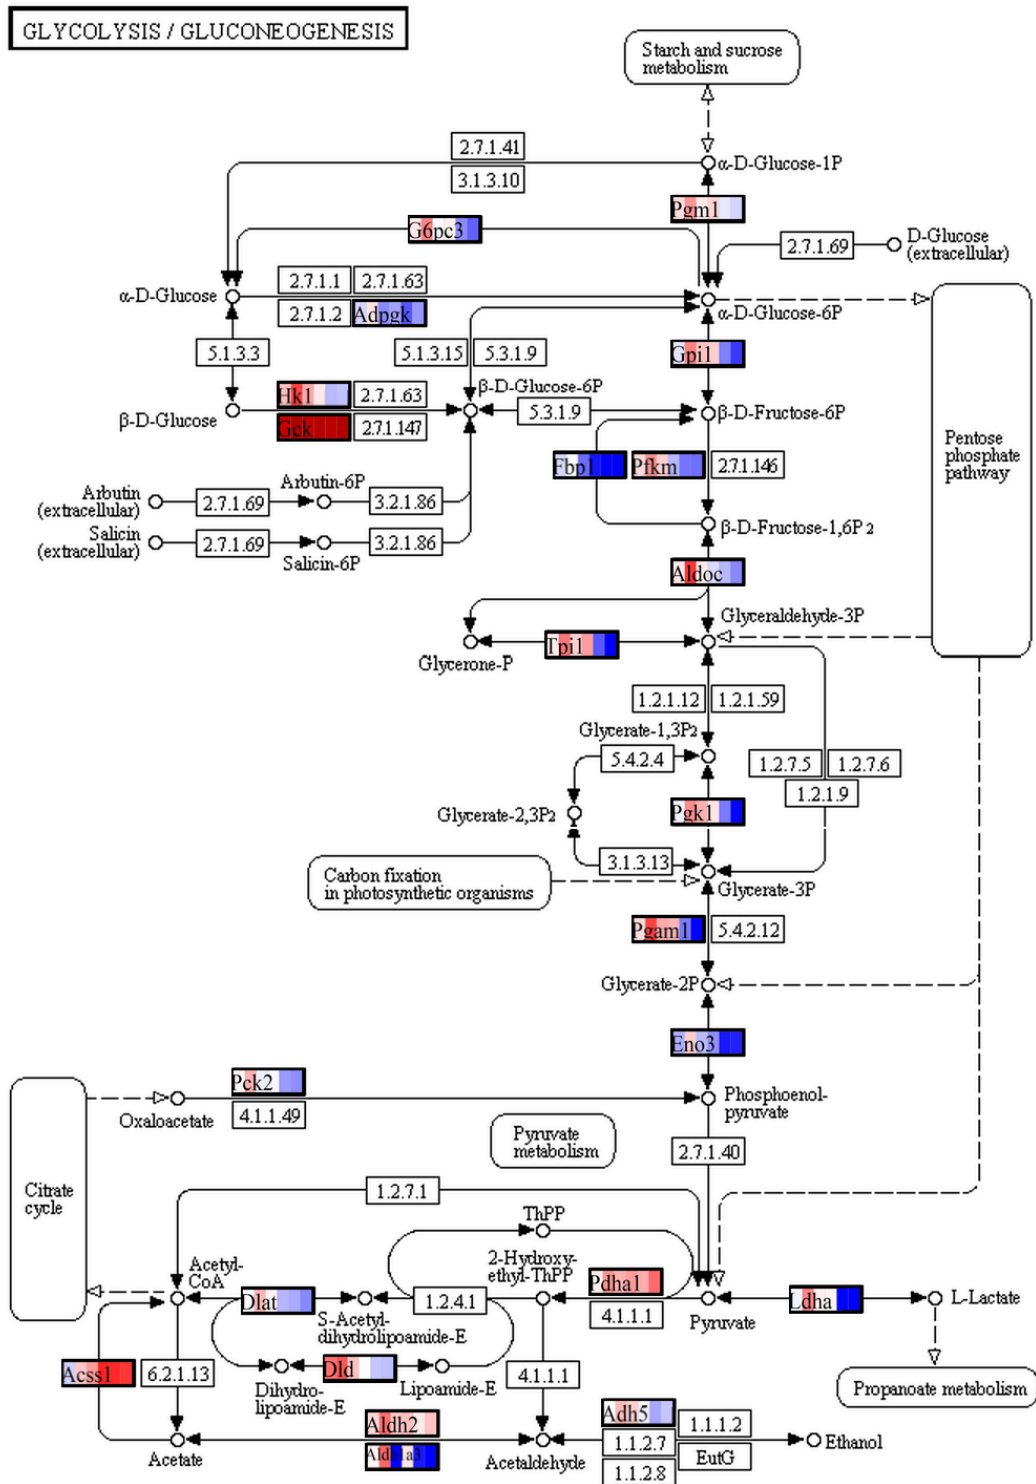 GLYCOLYSIS / GLUCONEOGENESIS
Starch and sucrose
metabolism
2.7.1.41
3.1.3.10
α-D-Glucose-1P
Pgm1
G6pc3
2.7.1.69
D-Glucose
(extracellular)
2.7.1.1
2.7.1.63
α-D-Glucose
2.7.1.2
Adpgk
α-D-Glucose-6P
5.1.3.3
5.1.3.15
5.3.1.9
Gpi1
Hk1
2.7.1.63
β-D-Glucose-6P
β-D-Glucose
Gck
2.7.1.147
5.3.1.9
β-D-Fructose-6P
Pentose
phosphate
pathway
Fbp1
Pfkm
2.7.1.146
Arbutin
(extracellular)
2.7.1.69
Arbutin-6P
3.2.1.86
Salicin
(extracellular)
2.7.1.69
Salicin-6P
3.2.1.86
β-D-Fructose-1,6P2
Aldoc
Glyceraldehyde-3P
Tpi1
Glycerone-P
1.2.1.12
1.2.1.59
Glycerate-1,3P2
5.4.2.4
1.2.7.5
1.2.7.6
1.2.1.9
Glycerate-2,3P2
Pgk1
3.1.3.13
Carbon fixation
in photosynthetic organisms
Glycerate-3P
Pgam1
5.4.2.12
Glycerate-2P
Eno3
Pck2
4.1.1.49
Oxaloacetate
Phosphoenol-
pyruvate
Pyruvate
metabolism
2.7.1.40
Citrate
cycle
1.2.7.1
ThPP
Acetyl-
CoA
2-Hydroxy-
ethyl-ThPP
Pdha1
Dlat
1.2.4.1
4.1.1.1
Pyruvate
Ldha
L-Lactate
S-Acetyl-
dihydrolipoamide-E
Acss1
6.2.1.13
Dihydro-
lipoamide-E
Dld
Lipoamide-E
4.1.1.1
Propanoate metabolism
Aldh2
Adh5
1.1.1.2
Acetate
Aldh1a3
Acetaldehyde
1.1.2.7
EutG
Ethanol
1.1.2.8